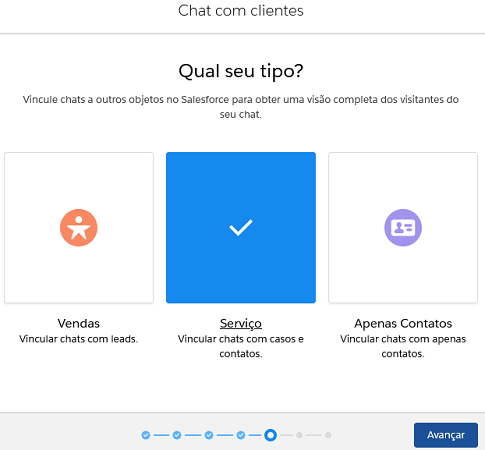 Chat com clientes
Qual seu tipo?
Vincule chats a outros objetos no Salesforce para obter uma visão completa dos visitantes do
seu chat.
Vendas
Vincular chats com leads.
Serviço
Vincular chats com casos e
contatos.
Apenas Contatos
Vincular chats com apenas
contatos.
Avançar